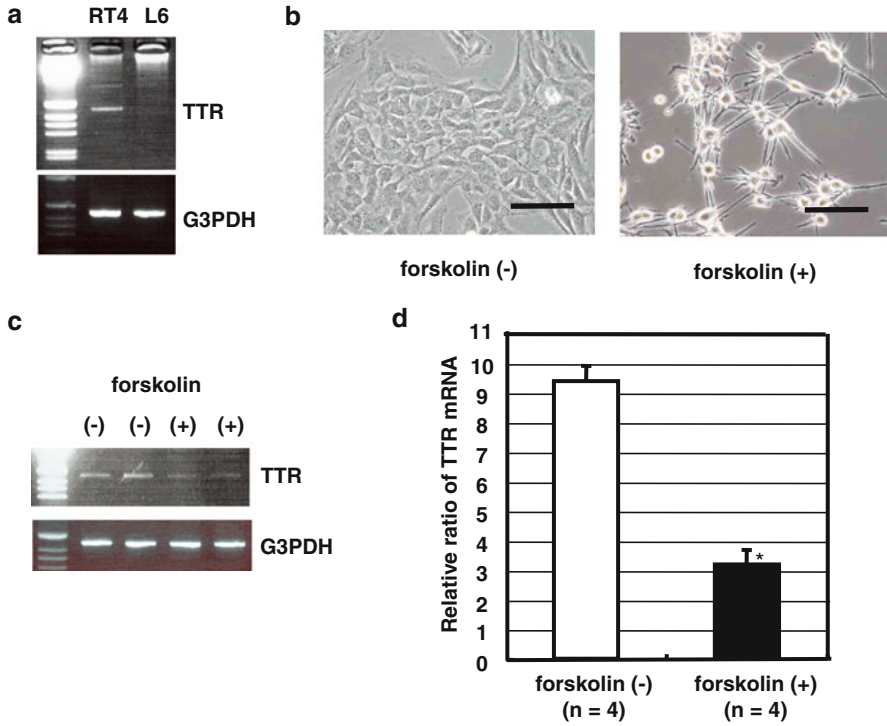 a
RT4 L6
TTR
G3PDH
b
forskolin (-)
forskolin (+)
c
forskolin
(-) (-) (+) (+)
TTR
G3PDH
d
Relative ratio of TTR mRNA
11
10
9
8
7
6
5
4
3
2
1
0
*
forskolin (-)
(n = 4)
forskolin (+)
(n = 4)